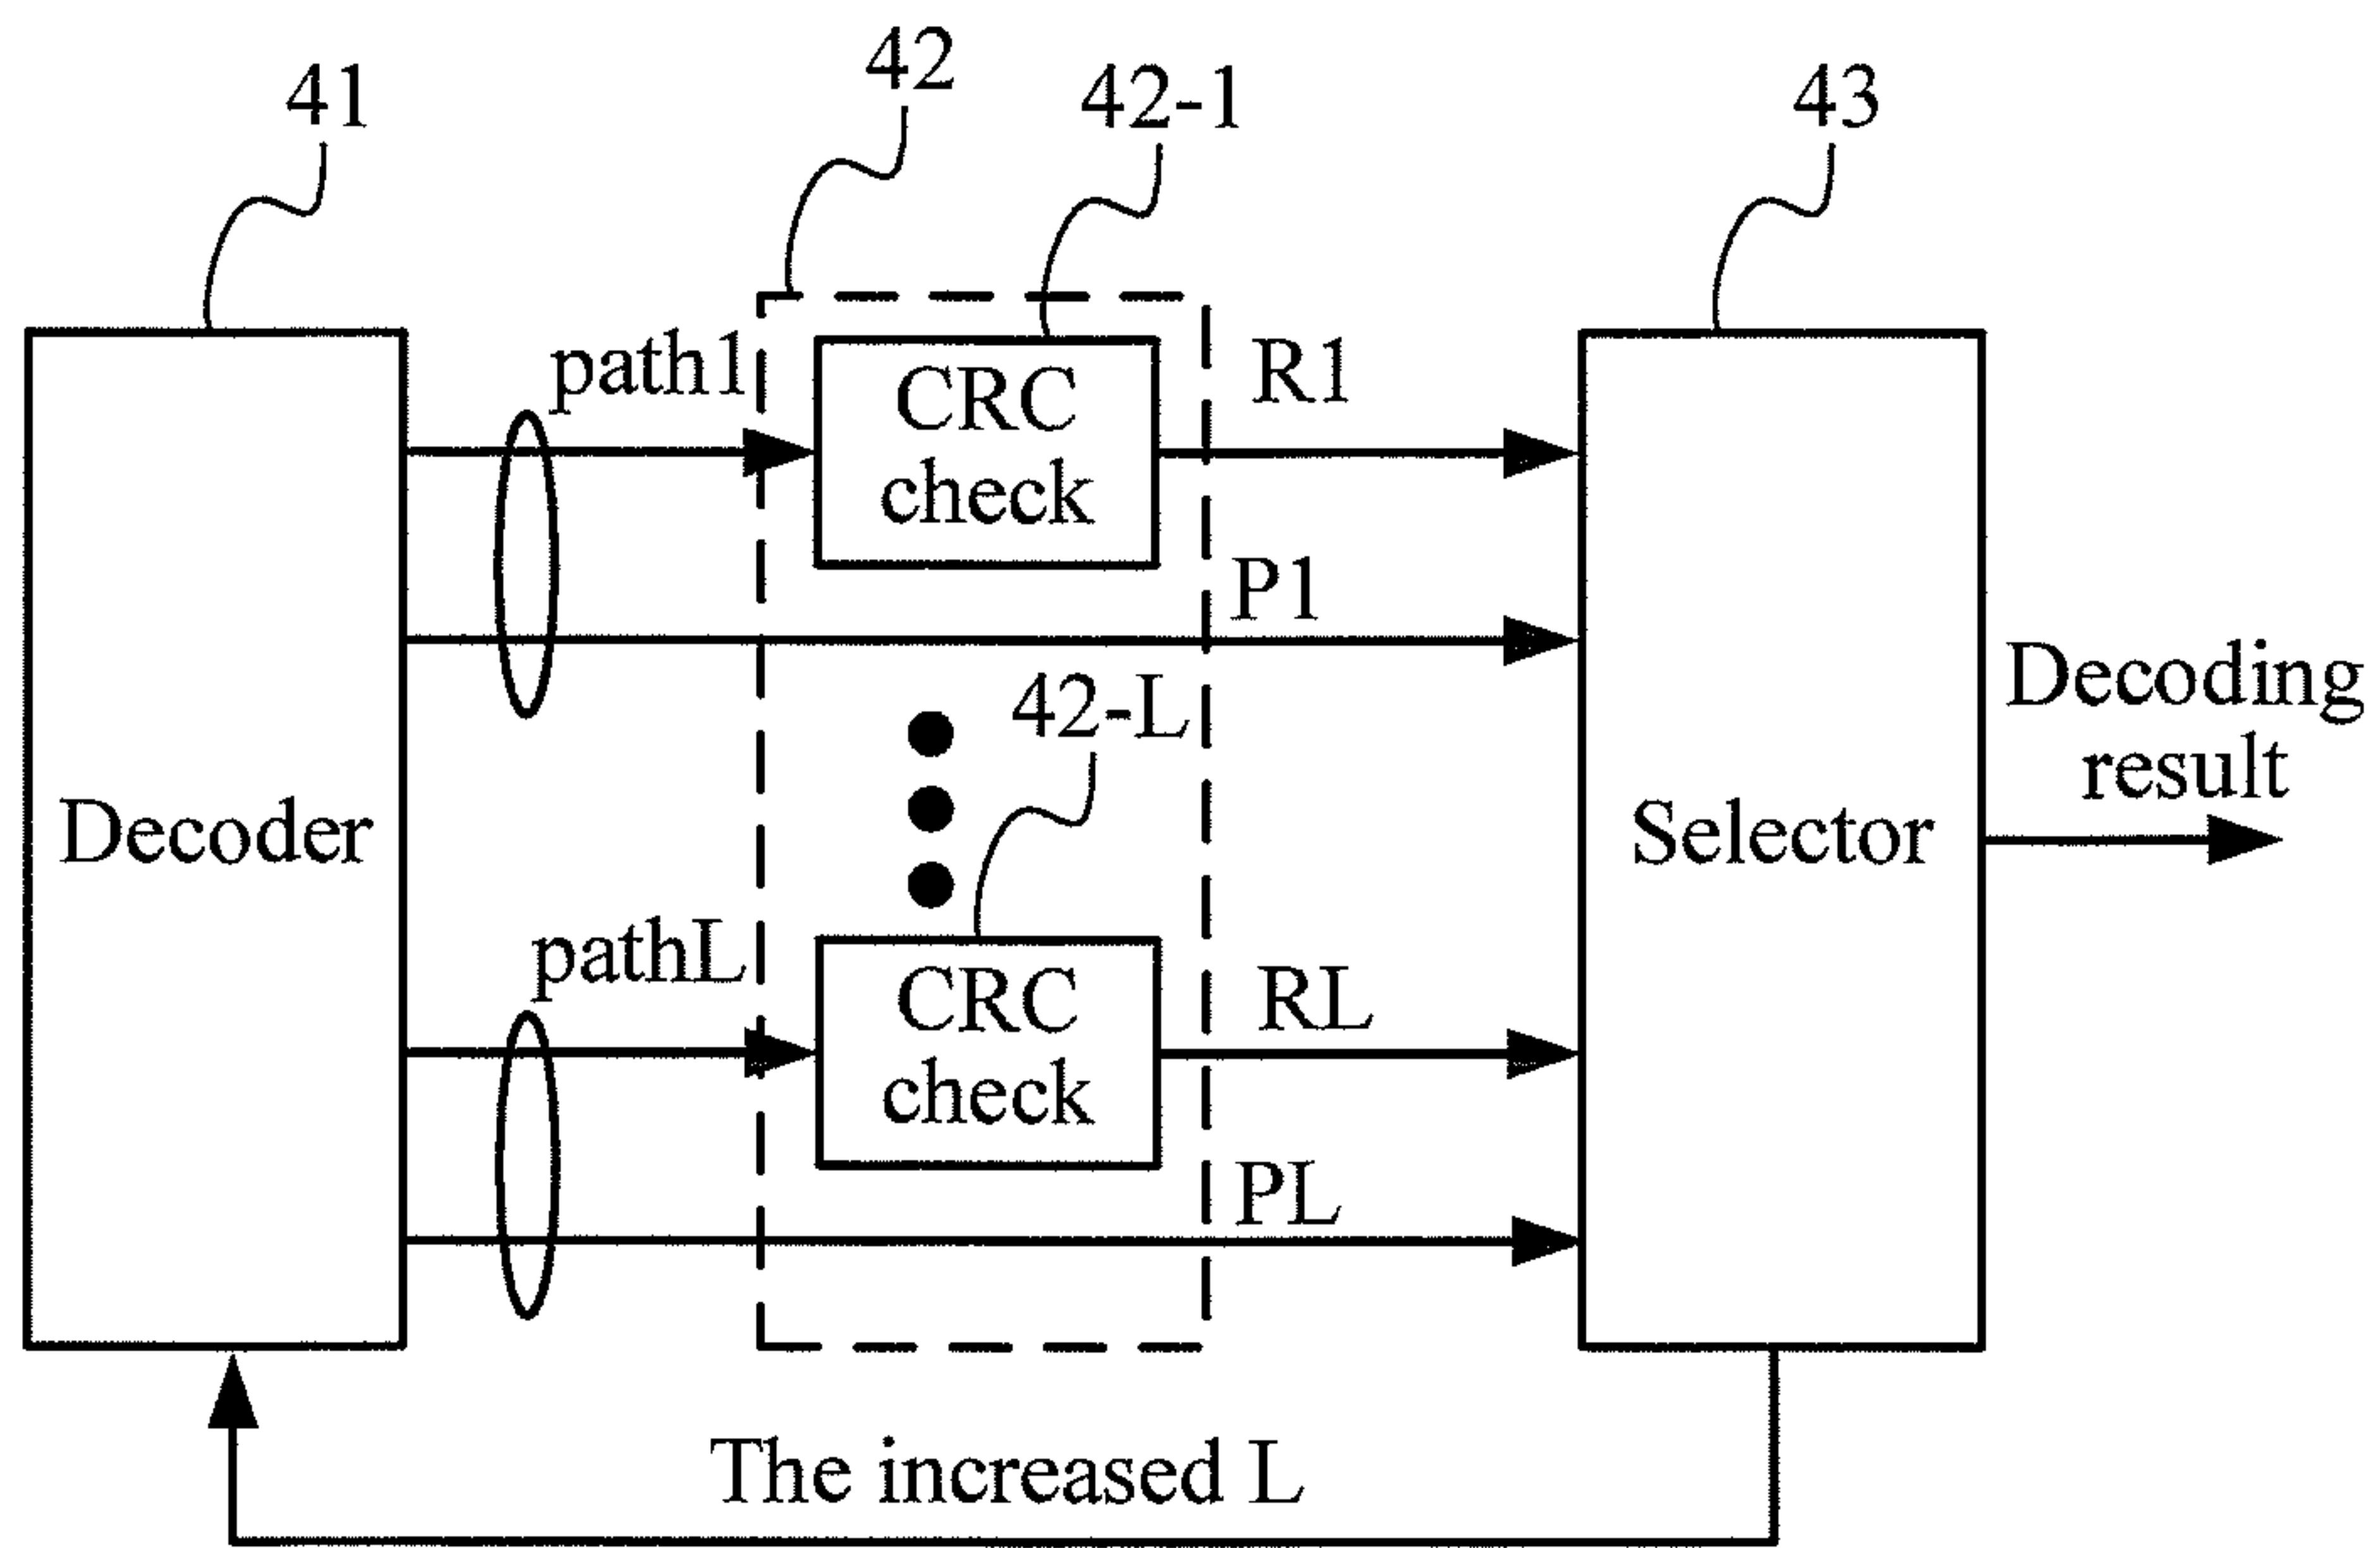 41
42
42-1
43
path1
CRC
check
R1
P1
42-L
Decoder
Selector
Decoding
result
pathL
CRC
check
RL
PL
The increased L